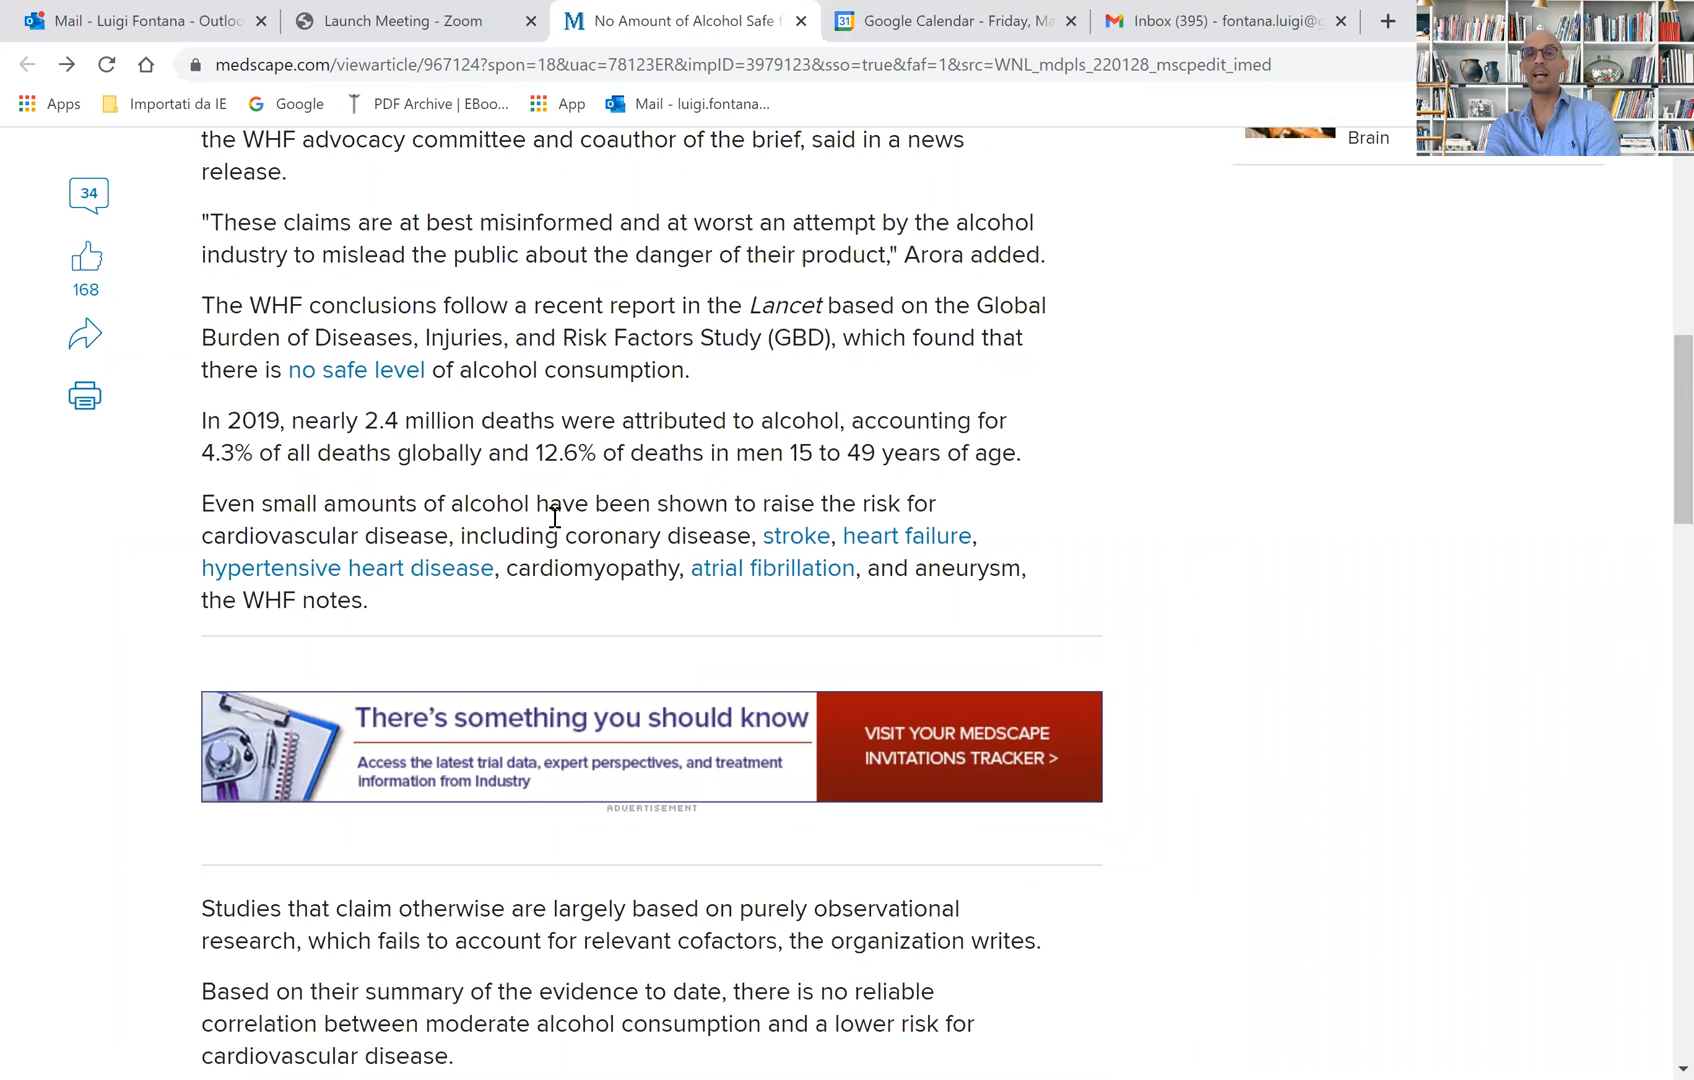 Mail - Luigi Fontana - Outloo
Launch Meeting - Zoom
No Amount of Alcohol Safe f
31 Google Calendar - Friday, Ma
Inbox (395) - fontana.luigi@g
medscape.com/viewarticle/967124?spon=18&uac=78123ER&impID=3979123&sso=true&faf=1&src=WNL_mdpls_220128_mscpedit_imed
Apps
Importati da IE
Google
PDF Archive | EBoo...
App
Mail - luigi.fontana...
Brain
34
168
the WHF advocacy committee and coauthor of the brief, said in a news
release.
"These claims are at best misinformed and at worst an attempt by the alcohol
industry to mislead the public about the danger of their product," Arora added.
The WHF conclusions follow a recent report in the Lancet based on the Global
Burden of Diseases, Injuries, and Risk Factors Study (GBD), which found that
there is no safe level of alcohol consumption.
In 2019, nearly 2.4 million deaths were attributed to alcohol, accounting for
4.3% of all deaths globally and 12.6% of deaths in men 15 to 49 years of age.
Even small amounts of alcohol have been shown to raise the risk for
cardiovascular disease, including coronary disease, stroke, heart failure,
hypertensive heart disease, cardiomyopathy, atrial fibrillation, and aneurysm,
the WHF notes.
There's something you should know
Access the latest trial data, expert perspectives, and treatment
information from Industry
VISIT YOUR MEDSCAPE
INVITATIONS TRACKER >
ADVERTISEMENT
Studies that claim otherwise are largely based on purely observational
research, which fails to account for relevant cofactors, the organization writes.
Based on their summary of the evidence to date, there is no reliable
correlation between moderate alcohol consumption and a lower risk for
cardiovascular disease.